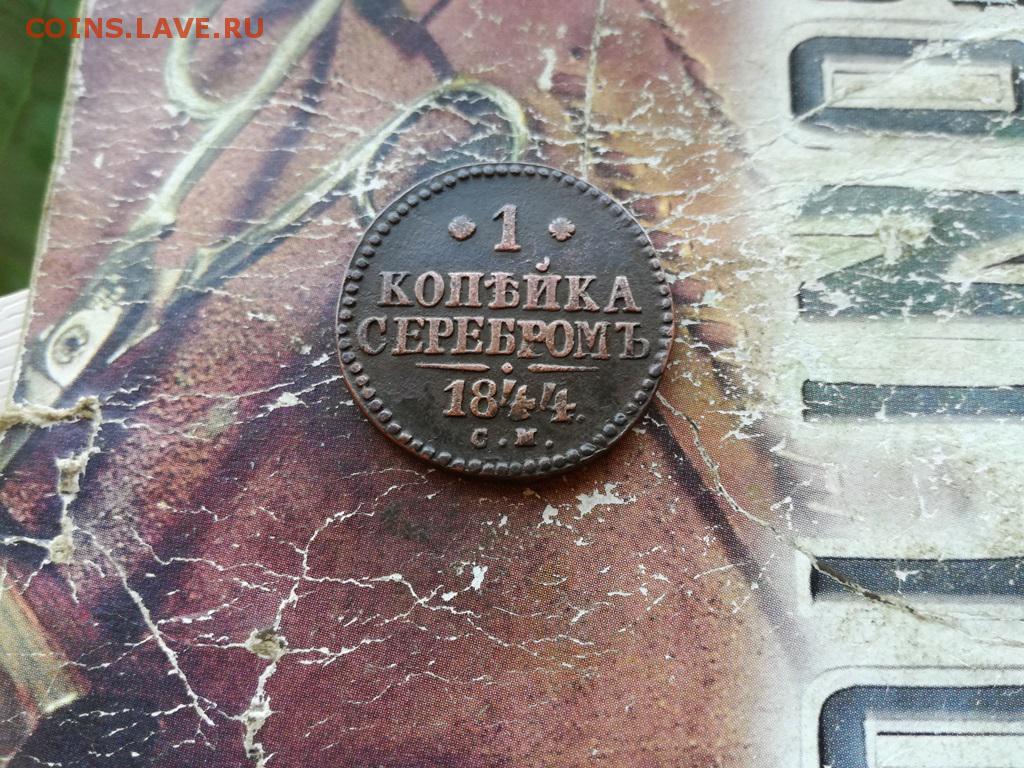 COINS.LAVE.RU
1
КОПѢЙКА
СЕРЕБРОМЪ
1844.
С.М.